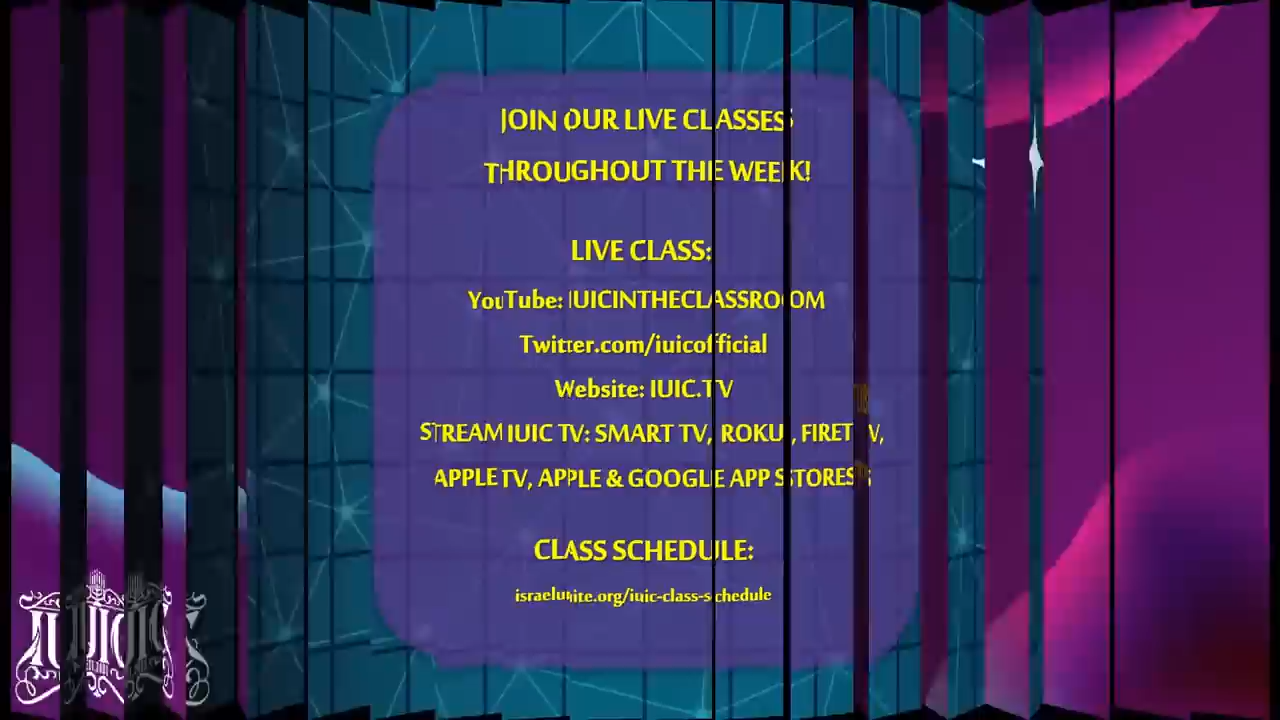 JOIN OUR LIVE CLASSES
THROUGHOUT THE WEEK!
LIVE CLASS:
YouTube: IUICINTHECLASSROOM
Twitter.com/iuicofficial
Website: IUIC.TV
STREAM IUIC TV: SMART TV, ROKU, FIRETV,
APPLE TV, APPLE & GOOGLE APP STORES
CLASS SCHEDULE:
israelunite.org/iuic-class-schedule
IUIC